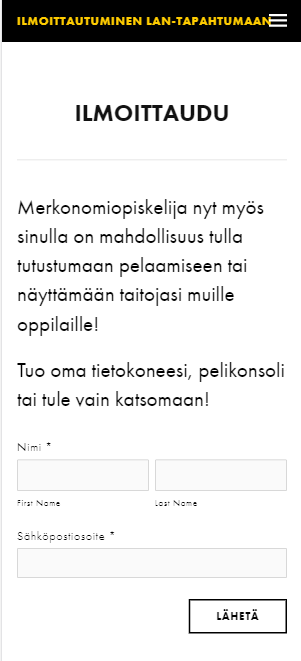 ILMOITTAUTUMINEN LAN-TAPAHTUMAAN
ILMOITTAUDU
Merkonomiopiskelija nyt myös
sinulla on mahdollisuus tulla
tutustumaan pelaamiseen tai
näyttämään taitojasi muille
oppilaille!
Tuo oma tietokoneesi, pelikonsoli
tai tule vain katsomaan!
Nimi *
First Name Last Name
Sähköpostiosoite *
LÄHETÄ